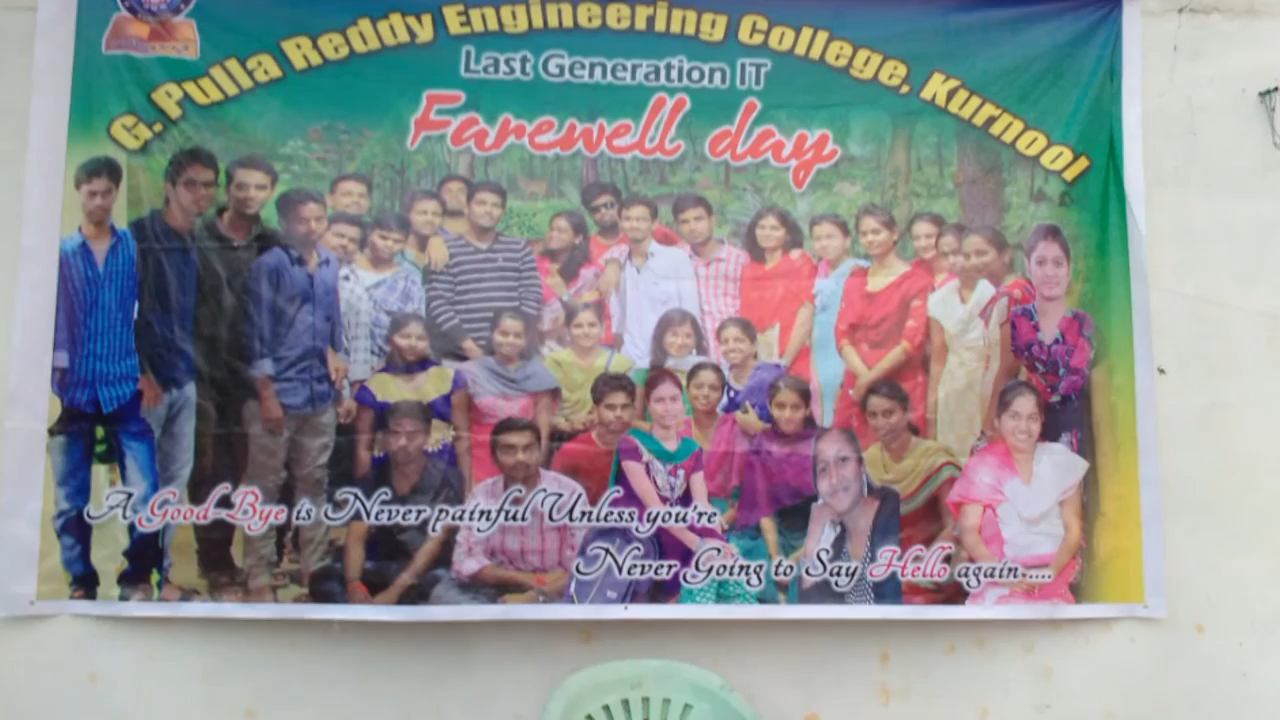 G. Pulla Reddy Engineering College, Kurnool
Last Generation IT
Farewell day
A Good-Bye is Never painful Unless you're
Never Going to Say Hello again....